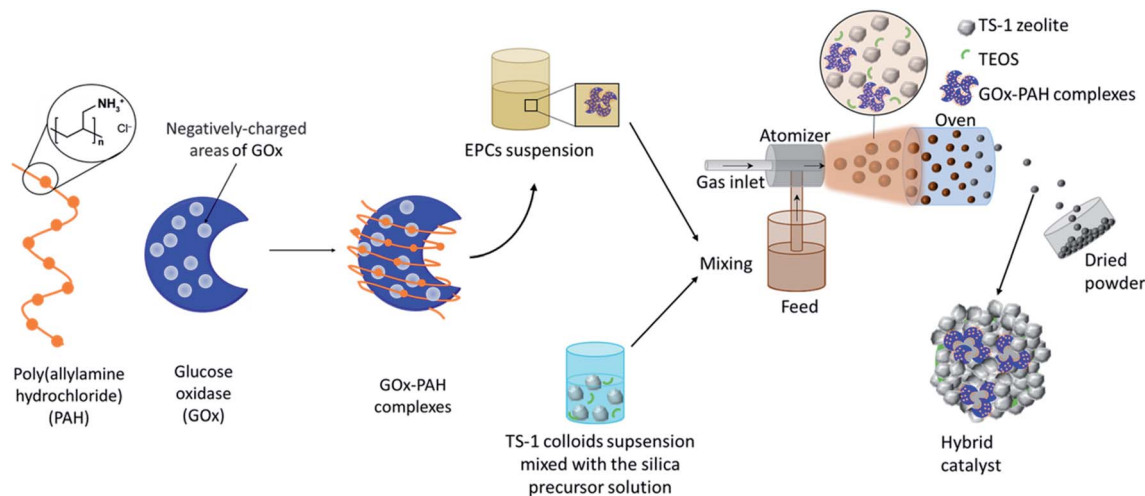 NH3+
Cl-
n
Negatively-charged
areas of GOx
Poly(allylamine
hydrochloride)
(PAH)
Glucose
oxidase
(GOx)
GOx-PAH
complexes
EPCs suspension
TS-1 colloids supsension
mixed with the silica
precursor solution
Mixing
Gas inlet
Atomizer
Feed
TS-1 zeolite
TEOS
GOx-PAH complexes
Oven
Dried
powder
Hybrid
catalyst